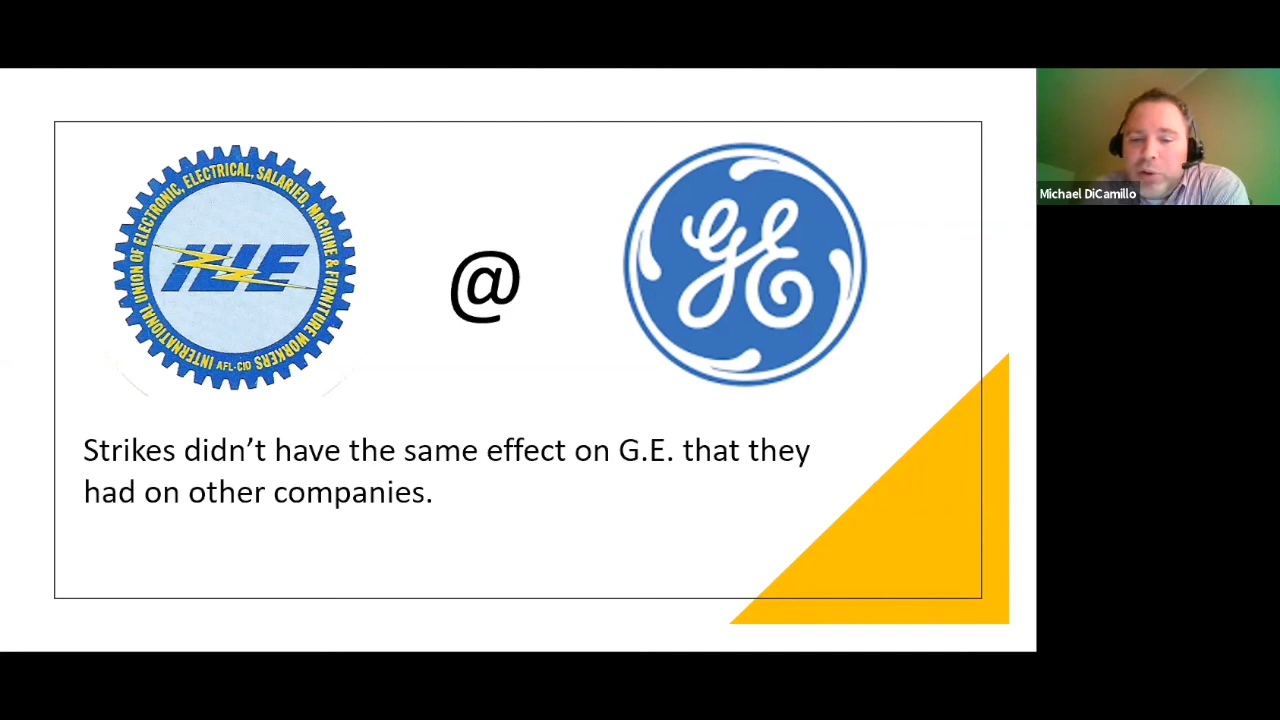 INTERNATIONAL UNION OF ELECTRONIC, ELECTRICAL, SALARIED, MACHINE & FURNITURE WORKERS
IUE
AFL-CIO
@
GE
Michael DiCamillo
Strikes didn’t have the same effect on G.E. that they
had on other companies.